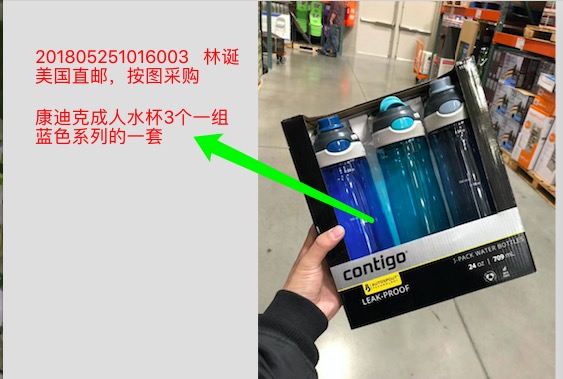 201805251016003 林诞
美国直邮，按图采购
康迪克成人水杯3个一组
蓝色系列的一套
contigo
3-PACK WATER BOTTLES
24 oz | 709 mL
AUTOSPOUT
LEAK-PROOF